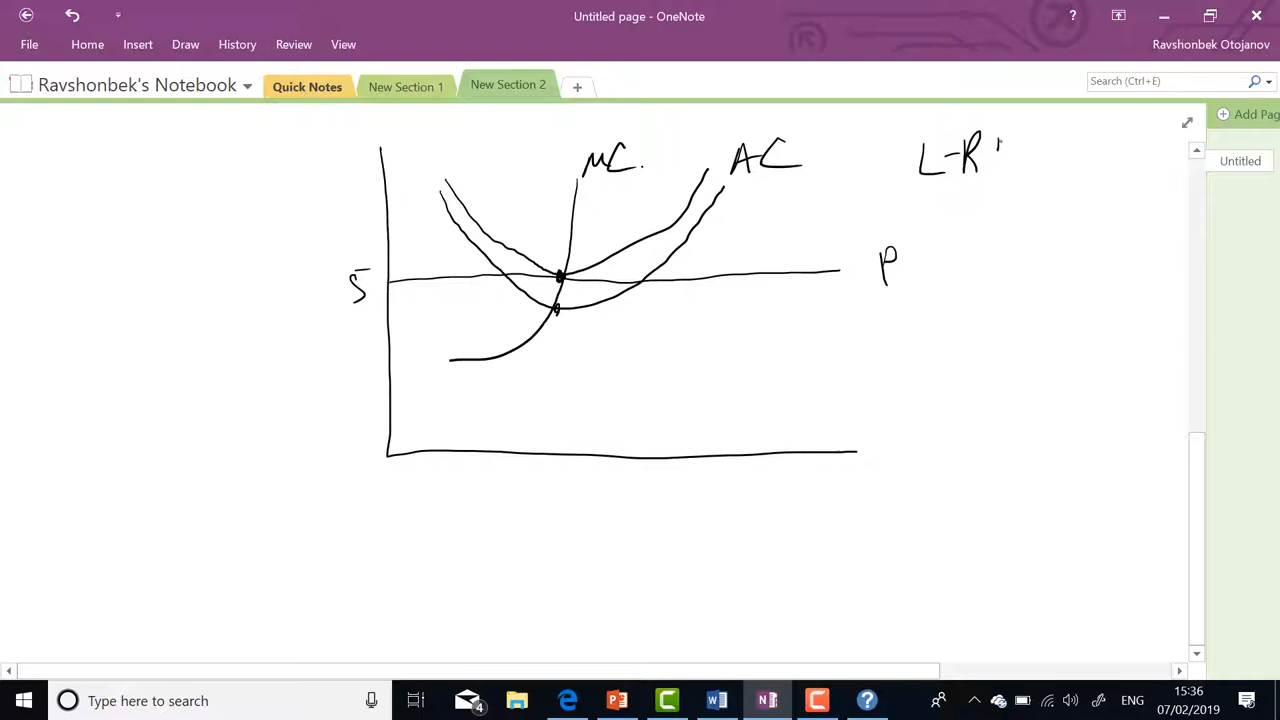 Untitled page - OneNote
?
File Home Insert Draw History Review View
Ravshonbek Otojanov
Ravshonbek's Notebook
Quick Notes
New Section 1
New Section 2
+
Search (Ctrl+E)
Add Pag
Untitled
MC.
AC
L-R
5
P
Type here to search
4
ENG
15:36
07/02/2019